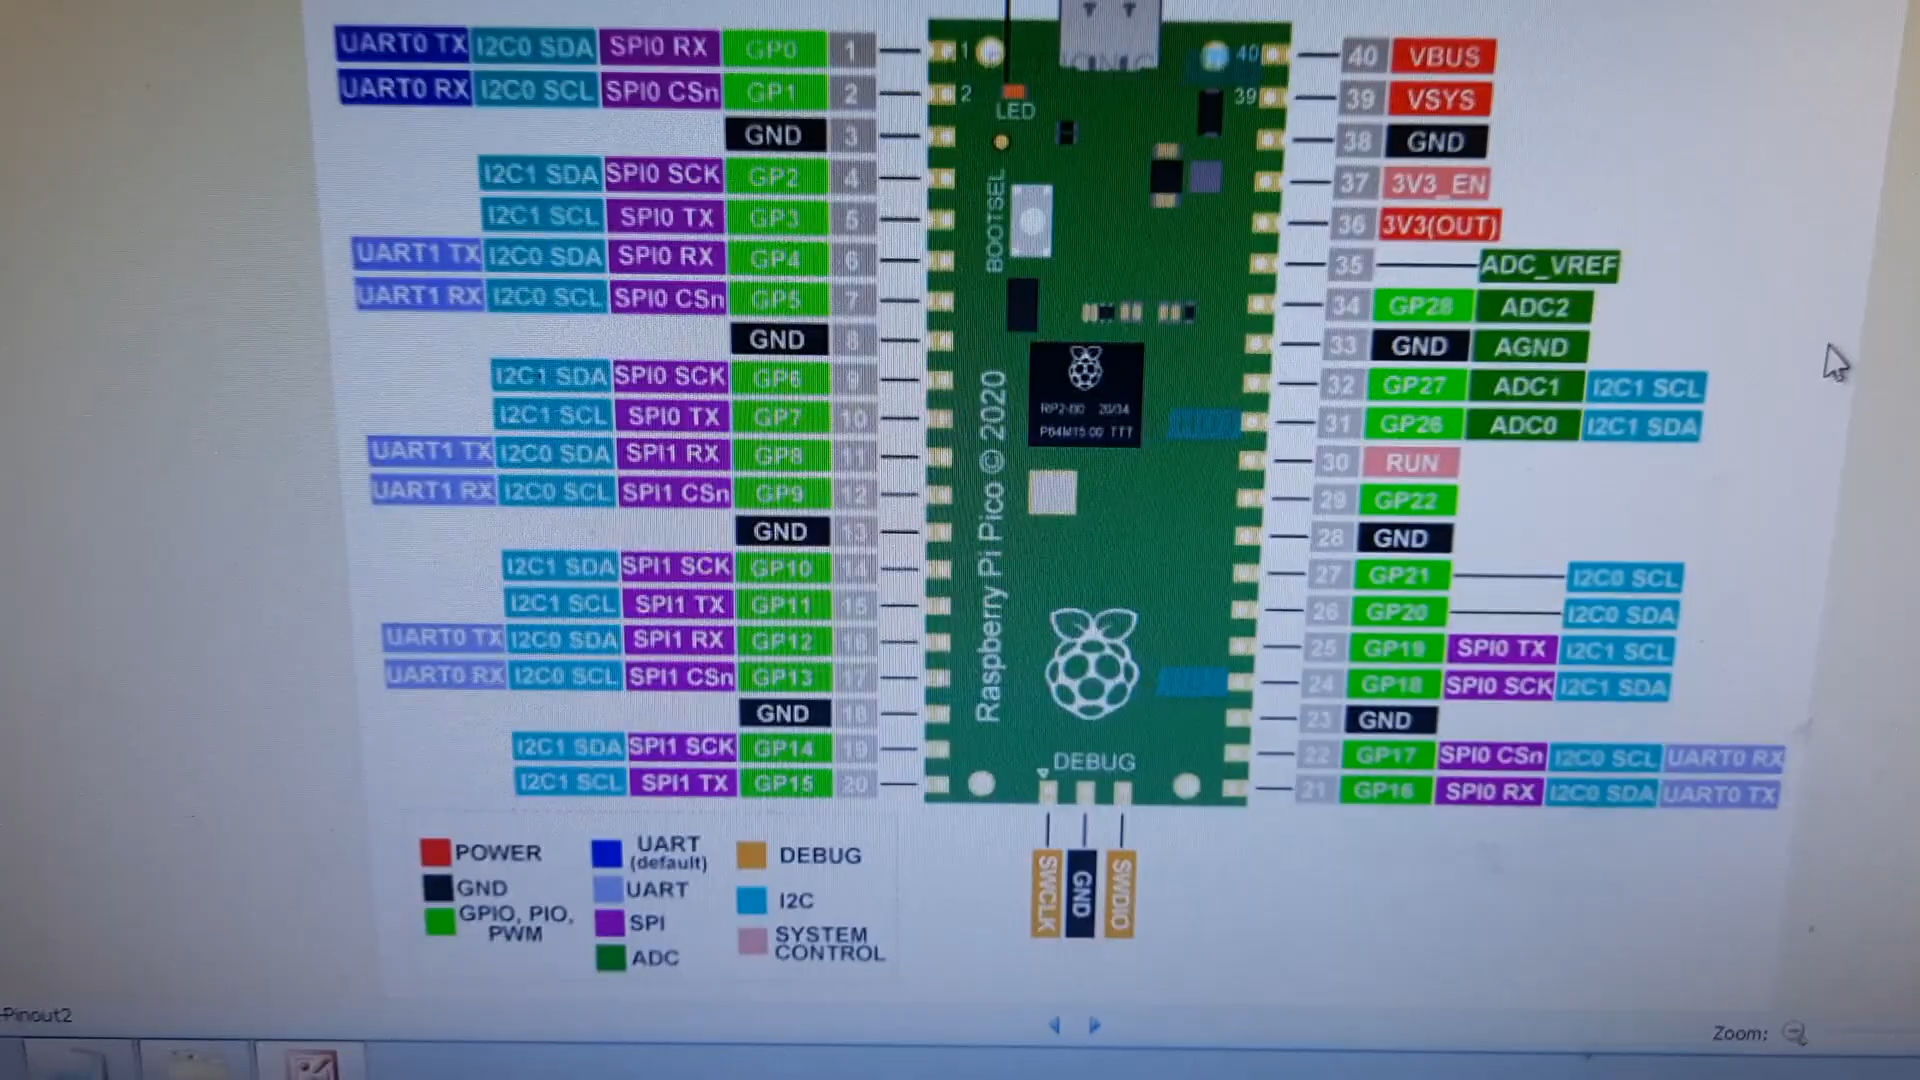 UART0 TX I2C0 SDA SPI0 RX GP0 1
UART0 RX I2C0 SCL SPI0 CSn GP1 2
GND 3
I2C1 SDA SPI0 SCK GP2 4
I2C1 SCL SPI0 TX GP3 5
UART1 TX I2C0 SDA SPI0 RX GP4 6
UART1 RX I2C0 SCL SPI0 CSn GP5 7
GND 8
I2C1 SDA SPI0 SCK GP6 9
I2C1 SCL SPI0 TX GP7 10
UART1 TX I2C0 SDA SPI1 RX GP8 11
UART1 RX I2C0 SCL SPI1 CSn GP9 12
GND 13
I2C1 SDA SPI1 SCK GP10 14
I2C1 SCL SPI1 TX GP11 15
UART0 TX I2C0 SDA SPI1 RX GP12 16
UART0 RX I2C0 SCL SPI1 CSn GP13 17
GND 18
I2C1 SDA SPI1 SCK GP14 19
I2C1 SCL SPI1 TX GP15 20
1 40
2 39
LED
BOOTSEL
Raspberry Pi Pico © 2020
20/34
TTT
DEBUG
SWCLK
GND
SWDIO
40 VBUS
39 VSYS
38 GND
37 3V3_EN
36 3V3(OUT)
35 ADC_VREF
34 GP28 ADC2
33 GND AGND
32 GP27 ADC1 I2C1 SCL
31 GP26 ADC0 I2C1 SDA
30 RUN
29 GP22
28 GND
27 GP21 I2C0 SCL
26 GP20 I2C0 SDA
25 GP19 SPI0 TX I2C1 SCL
24 GP18 SPI0 SCK I2C1 SDA
23 GND
22 GP17 SPI0 CSn I2C0 SCL UART0 RX
21 GP16 SPI0 RX I2C0 SDA UART0 TX
POWER
GND
GPIO, PIO,
PWM
UART
(default)
UART
SPI
ADC
DEBUG
I2C
SYSTEM
CONTROL
-Pinout2
Zoom: